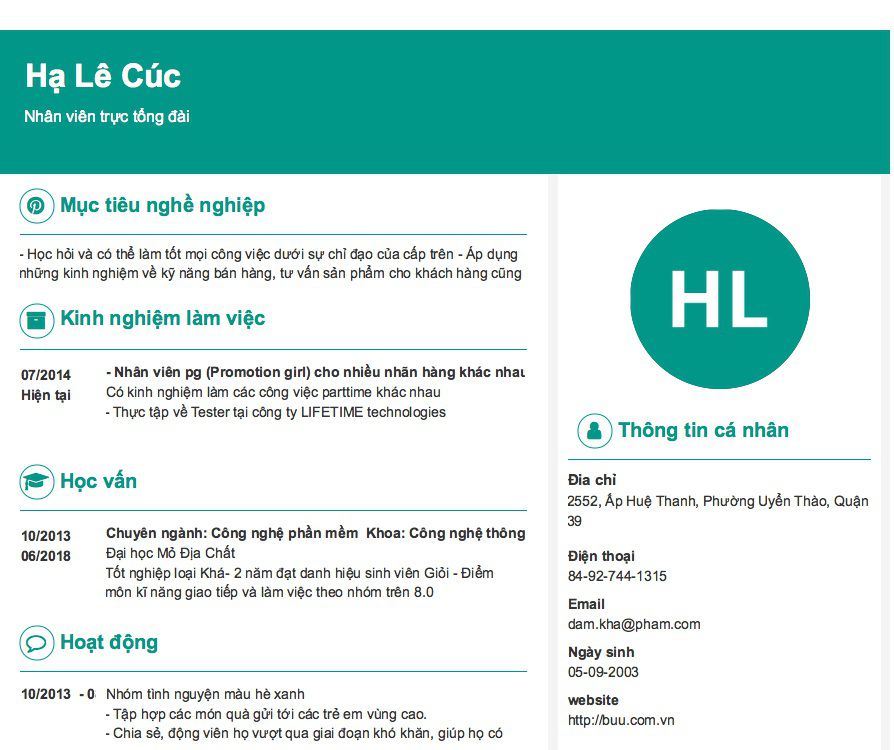 Hạ Lê Cúc
Nhân viên trực tổng đài
Mục tiêu nghề nghiệp
- Học hỏi và có thể làm tốt mọi công việc dưới sự chỉ đạo của cấp trên - Áp dụng
những kinh nghiệm về kỹ năng bán hàng, tư vấn sản phẩm cho khách hàng cũng
Kinh nghiệm làm việc
07/2014
Hiện tại
- Nhân viên pg (Promotion girl) cho nhiều nhãn hàng khác nhau
Có kinh nghiệm làm các công việc parttime khác nhau
- Thực tập về Tester tại công ty LIFETIME technologies
Học vấn
10/2013
06/2018
Chuyên ngành: Công nghệ phần mềm Khoa: Công nghệ thông
Đại học Mỏ Địa Chất
Tốt nghiệp loại Khá- 2 năm đạt danh hiệu sinh viên Giỏi - Điểm
môn kĩ năng giao tiếp và làm việc theo nhóm trên 8.0
Hoạt động
10/2013 - 0
Nhóm tình nguyện màu hè xanh
- Tập hợp các món quà gửi tới các trẻ em vùng cao.
- Chia sẻ, động viên họ vượt qua giai đoạn khó khăn, giúp họ có
HL
Thông tin cá nhân
Địa chỉ
2552, Ấp Huệ Thanh, Phường Uyển Thào, Quận
39
Điện thoại
84-92-744-1315
Email
dam.kha@pham.com
Ngày sinh
05-09-2003
website
http://buu.com.vn